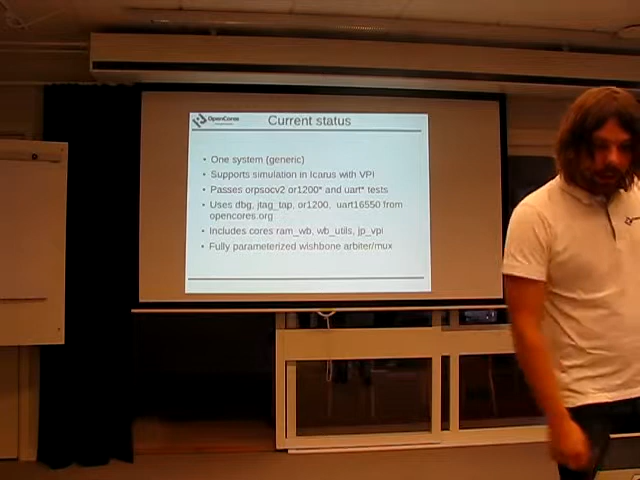 OpenCores
Current status
• One system (generic)
• Supports simulation in Icarus with VPI
• Passes orpsocv2 or1200* and uart* tests
• Uses dbg, jtag_tap, or1200, uart16550 from
opencores.org
• Includes cores ram_wb, wb_utils, jp_vpi
• Fully parameterized wishbone arbiter/mux